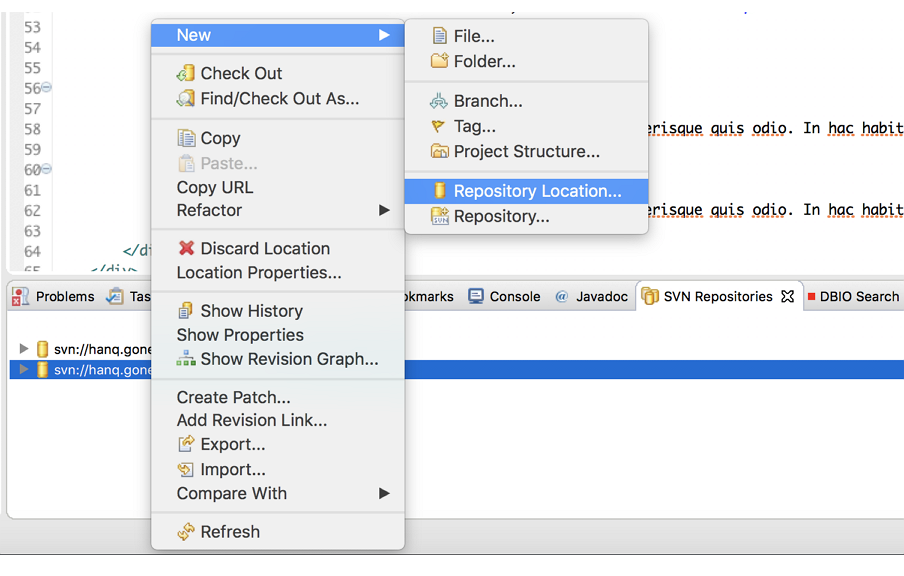 53
54
55
56
57
58
59
60
61
62
63
64
65
New
Check Out
Find/Check Out As...
Copy
Paste...
Copy URL
Refactor
Discard Location
Location Properties...
Show History
Show Properties
Show Revision Graph...
Create Patch...
Add Revision Link...
Export...
Import...
Compare With
Refresh
File...
Folder...
Branch...
Tag...
Project Structure...
Repository Location...
Repository...
SVN
erisque quis odio. In hac habit
erisque quis odio. In hac habit
</di
</div>
Problems Tas okmarks Console @ Javadoc SVN Repositories DBIO Search
svn://hanq.gone
svn://hanq.gone